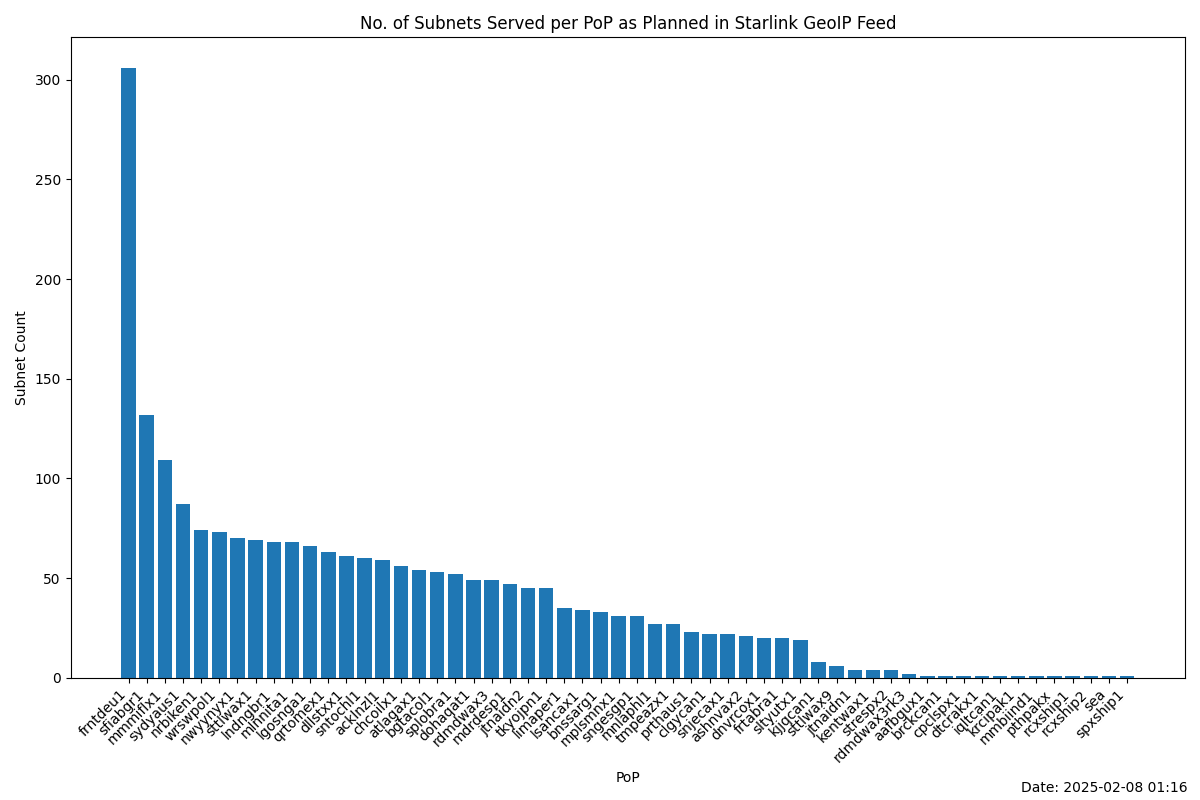 No. of Subnets Served per PoP as Planned in Starlink GeoIP Feed
300
250
200
150
100
50
0
Subnet Count
frntdeu1
sfiabgr1
mmmiflx1
sydyaus1
nrbiken1
wrswpol1
nwyynyx1
sttlwax1
lndngbr1
mlnnita1
lgosnga1
qrtomex1
dllstxx1
sntochl1
acklnzl1
chcoilx1
atlagax1
bgtacol1
splobra1
dohaqat1
rdmdwax3
mdrdesp1
jtnaidn2
tkyojpn1
limaper1
lsancax1
bnssarg1
mplsmnx1
sngesgp1
mnlaphl1
tmpeazx1
prthaus1
clgycan1
snjecax1
ashnvax2
dnvrcox1
frtabra1
sltyutx1
kjjgcan1
sttlwax9
jtnaidn1
kentwax1
strespx2
rdmdwax3rk3
aafbgux1
brckcan1
cpcispx1
dtcrakx1
iqltcan1
krcipak1
mmbiind1
pthpakx
rcxship1
rcxship2
sea
spxship1
PoP
Date: 2025-02-08 01:16